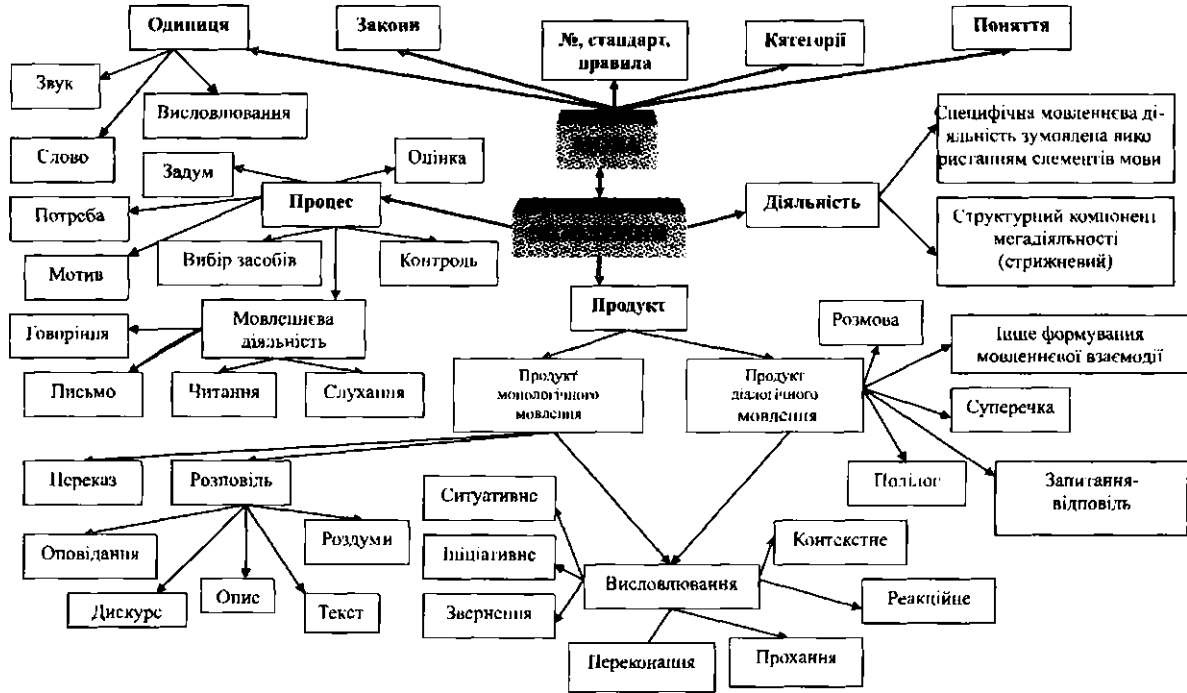 Одиниця
Закони
№, стандарт,
правила
Категорії
Поняття
Звук
Висловлювання
Слово
Специфічна мовленнєва ді-
яльність зумовлена вико
ристанням елементів мови
Задум
Оцінка
Процес
Діяльність
Потреба
Мотив
Вибір засобів
Контроль
Структурний компонент
мегадіяльності
(стрижневий)
Продукт
Говоріння
Мовленнєва
діяльність
Розмова
Інше формування
мовленнєвої взаємодії
Письмо
Читання
Слухання
Продукт
монологічного
мовлення
Продукт
діалогічного
мовлення
Суперечка
Переказ
Розповідь
Полілог
Запитання-
відповідь
Ситуативне
Оповідання
Роздуми
Ініціативне
Контекстне
Висловлювання
Дискурс
Опис
Текст
Звернення
Реакційне
Переконання
Прохання